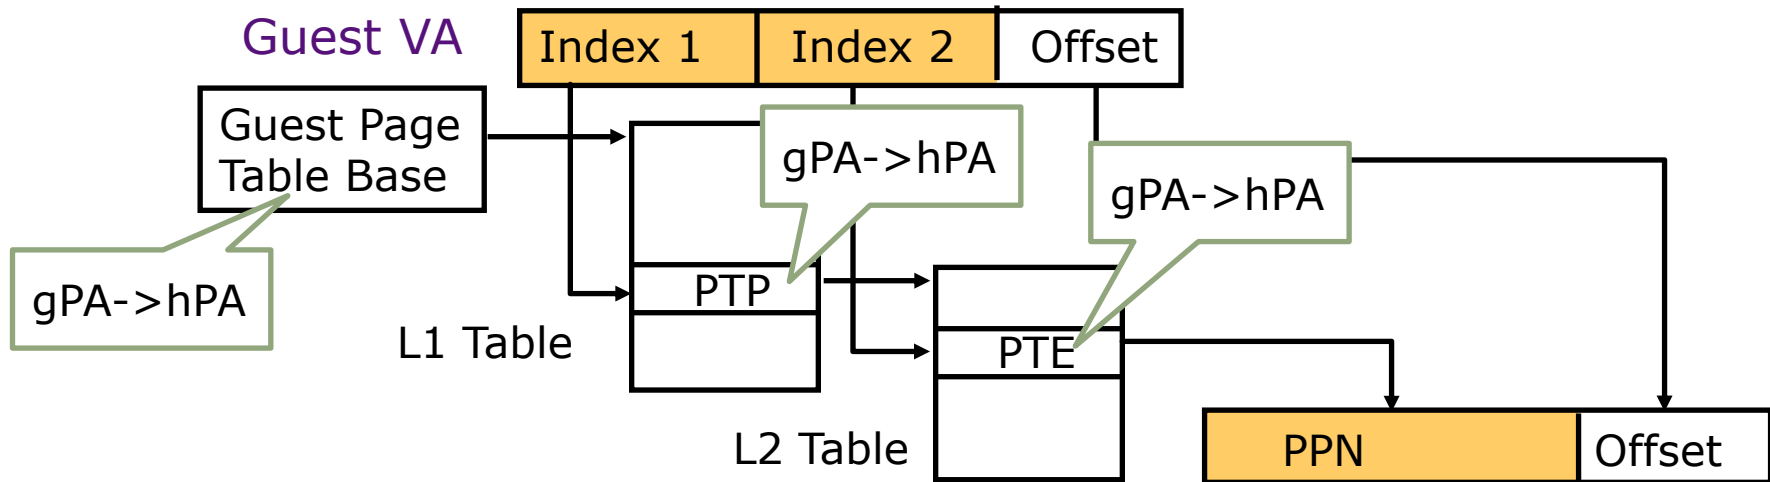 Guest VA
Index 1
Index 2
Offset
Guest Page
Table Base
gPA->hPA
gPA->hPA
gPA->hPA
PTP
L1 Table
PTE
L2 Table
PPN
Offset